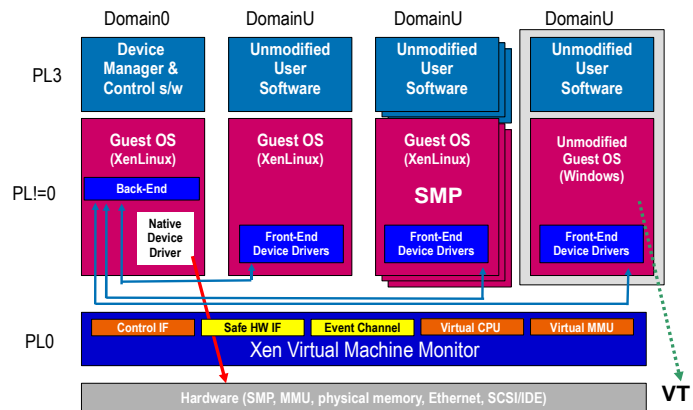 Domain0
DomainU
DomainU
DomainU
PL3
Device
Manager &
Control s/w
Unmodified
User
Software
Unmodified
User
Software
Unmodified
User
Software
PL!=0
Guest OS
(XenLinux)
Back-End
Native
Device
Driver
Guest OS
(XenLinux)
Front-End
Device Drivers
Guest OS
(XenLinux)
SMP
Front-End
Device Drivers
Unmodified
Guest OS
(Windows)
Front-End
Device Drivers
PL0
Control IF
Safe HW IF
Event Channel
Virtual CPU
Virtual MMU
Xen Virtual Machine Monitor
Hardware (SMP, MMU, physical memory, Ethernet, SCSI/IDE)
VT